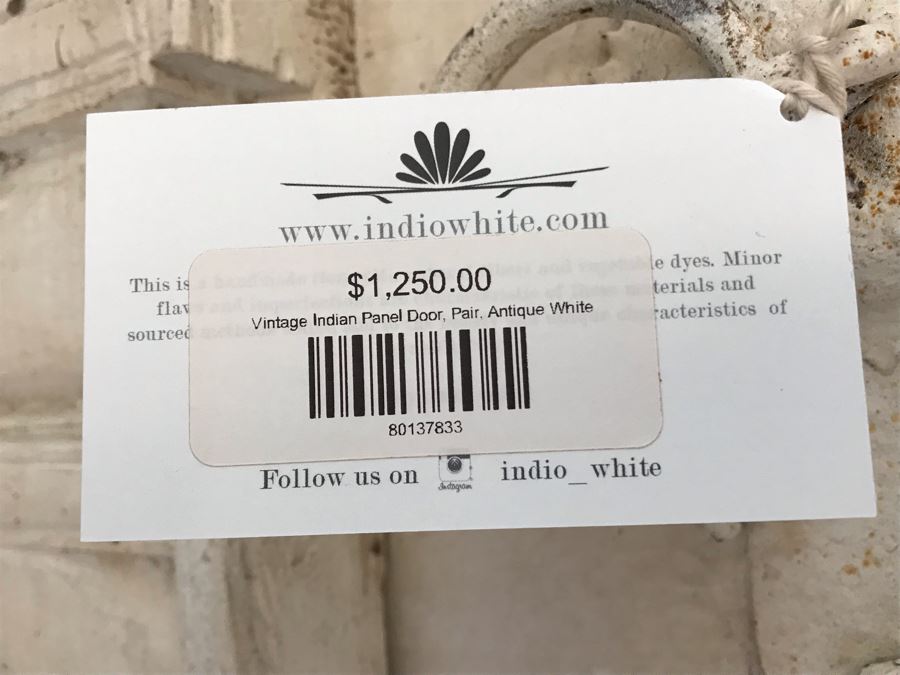 www.indiowhite.com
This is
e dyes. Minor
flaw
terials and
sourced
racteristics of
$1,250.00
Vintage Indian Panel Door, Pair, Antique White
80137833
Follow us on Instagram indio_white